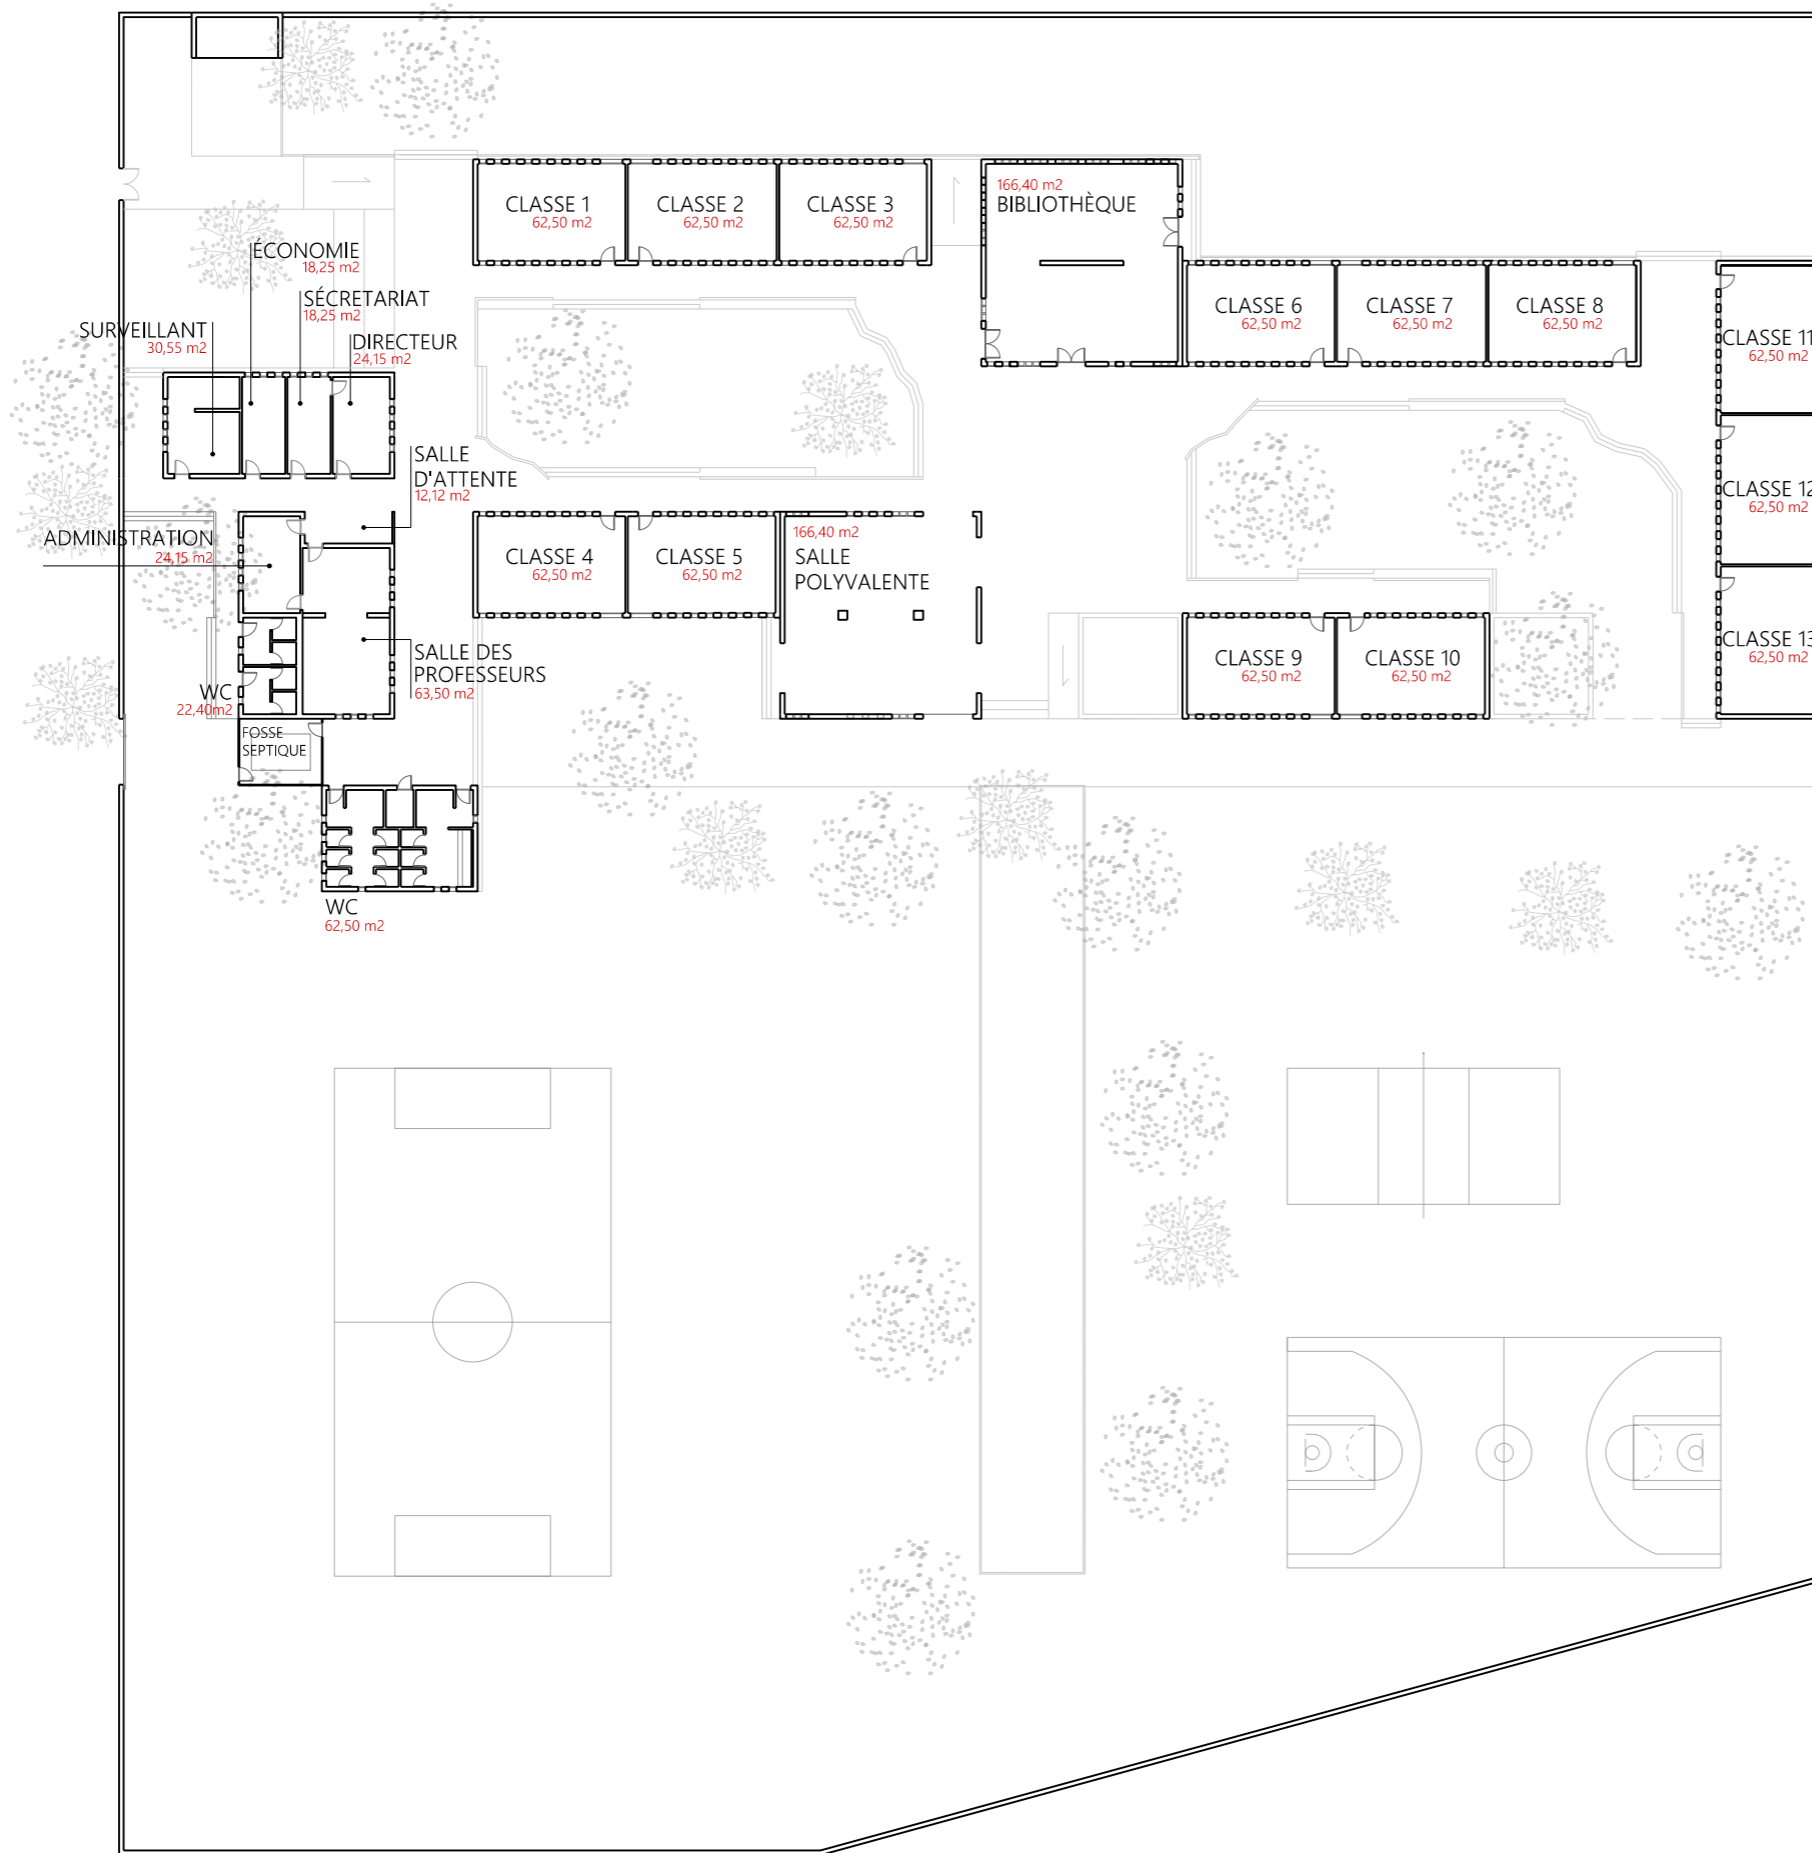 CLASSE 1
62,50 m2
CLASSE 2
62,50 m2
CLASSE 3
62,50 m2
166,40 m2
BIBLIOTHÈQUE
ÉCONOMIE
18,25 m2
SÉCRETARIAT
18,25 m2
SURVEILLANT
30,55 m2
DIRECTEUR
24,15 m2
CLASSE 6
62,50 m2
CLASSE 7
62,50 m2
CLASSE 8
62,50 m2
CLASSE 11
62,50 m2
SALLE
D'ATTENTE
12,12 m2
CLASSE 12
62,50 m2
ADMINISTRATION
24,15 m2
CLASSE 4
62,50 m2
CLASSE 5
62,50 m2
166,40 m2
SALLE
POLYVALENTE
SALLE DES
PROFESSEURS
63,50 m2
CLASSE 9
62,50 m2
CLASSE 10
62,50 m2
CLASSE 13
62,50 m2
WC
22,40m2
FOSSE
SEPTIQUE
WC
62,50 m2